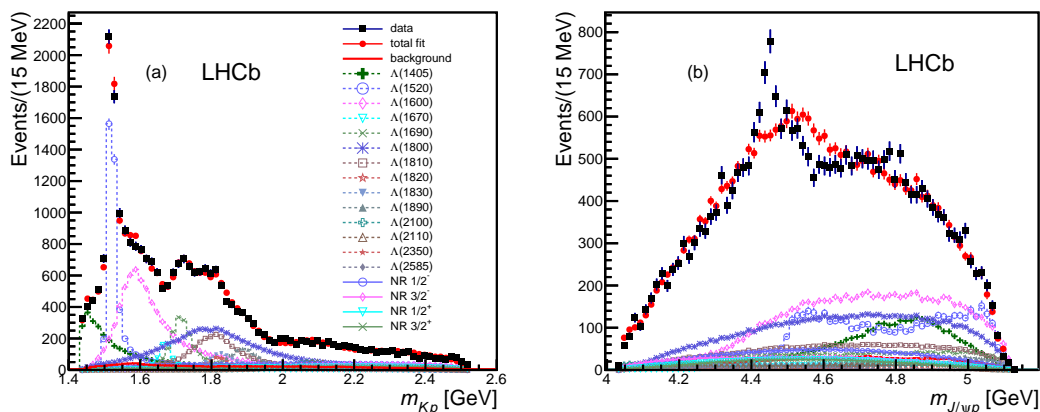 Events/(15 MeV)
2200
2000
1800
1600
1400
1200
1000
800
600
400
200
0
1.4
1.6
1.8
2
2.2
2.4
2.6
m_Kp [GeV]
(a)
LHCb
data
total fit
background
Λ(1405)
Λ(1520)
Λ(1600)
Λ(1670)
Λ(1690)
Λ(1800)
Λ(1810)
Λ(1820)
Λ(1830)
Λ(1890)
Λ(2100)
Λ(2110)
Λ(2350)
Λ(2585)
NR 1/2⁻
NR 3/2⁻
NR 1/2⁺
NR 3/2⁺
Events/(15 MeV)
800
700
600
500
400
300
200
100
0
4
4.2
4.4
4.6
4.8
5
m_J/ψp [GeV]
(b)
LHCb